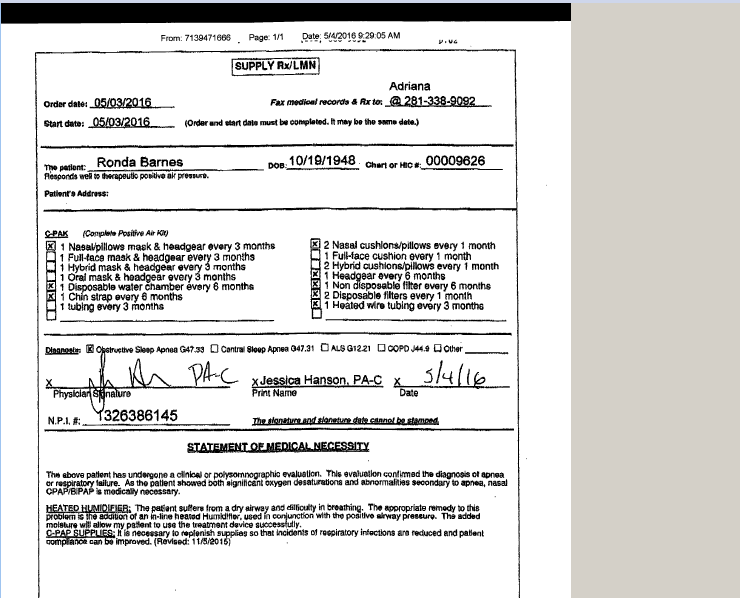 From: 7139471666 Page: 1/1 Date: 5/4/2016 9:29:05 AM
P.02
SUPPLY Rx/LMN
Adriana
Order date: 05/03/2016 Fax medical records & Rx to: @ 281-338-9092
Start date: 05/03/2016 (Order and start date must be completed. It may be the same date.)
The patient: Ronda Barnes DOB: 10/19/1948 Chart or HIC #: 00009626
Responds well to therapeutic positive air pressure.
Patient's Address:
C-PAK (Complete Positive Air Kit)
x 1 Nasal/pillows mask & headgear every 3 months
1 Full-face mask & headgear every 3 months
1 Hybrid mask & headgear every 3 months
1 Oral mask & headgear every 3 months
x 1 Disposable water chamber every 6 months
x 1 Chin strap every 6 months
1 tubing every 3 months
x 2 Nasal cushions/pillows every 1 month
1 Full-face cushion every 1 month
2 Hybrid cushions/pillows every 1 month
x 1 Headgear every 6 months
x 1 Non disposable filter every 6 months
x 2 Disposable filters every 1 month
x 1 Heated wire tubing every 3 months
Diagnosis: x Obstructive Sleep Apnea G47.33 Central Sleep Apnea G47.31 ALS G12.21 COPD J44.9 Other
X PA-C X Jessica Hanson, PA-C X 5/4/16
Physician Signature Print Name Date
N.P.I. #: 1326386145 The signature and signature date cannot be stamped.
STATEMENT OF MEDICAL NECESSITY
The above patient has undergone a clinical or polysomnographic evaluation. This evaluation confirmed the diagnosis of apnea
or respiratory failure. As the patient showed both significant oxygen desaturations and abnormalities secondary to apnea, nasal
CPAP/BiPAP is medically necessary.
HEATED HUMIDIFIER: The patient suffers from a dry airway and difficulty in breathing. The appropriate remedy to this
problem is the addition of an in-line heated Humidifier, used in conjunction with the positive airway pressure. The added
moisture will allow my patient to use the treatment device successfully.
C-PAP SUPPLIES: It is necessary to replenish supplies so that incidents of respiratory infections are reduced and patient
compliance can be improved. (Revised: 11/5/2015)